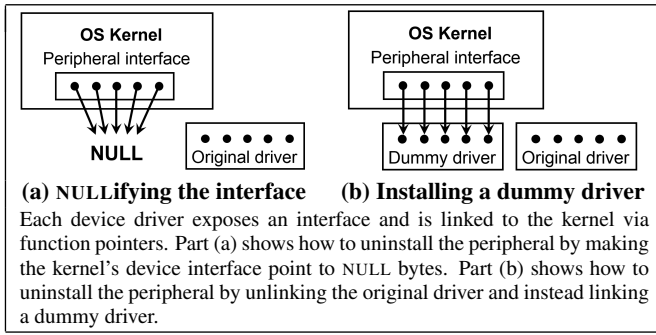 OS Kernel
Peripheral interface
NULL
Original driver
(a) NULLifying the interface
OS Kernel
Peripheral interface
Dummy driver
Original driver
(b) Installing a dummy driver
Each device driver exposes an interface and is linked to the kernel via
function pointers. Part (a) shows how to uninstall the peripheral by making
the kernel's device interface point to NULL bytes. Part (b) shows how to
uninstall the peripheral by unlinking the original driver and instead linking
a dummy driver.